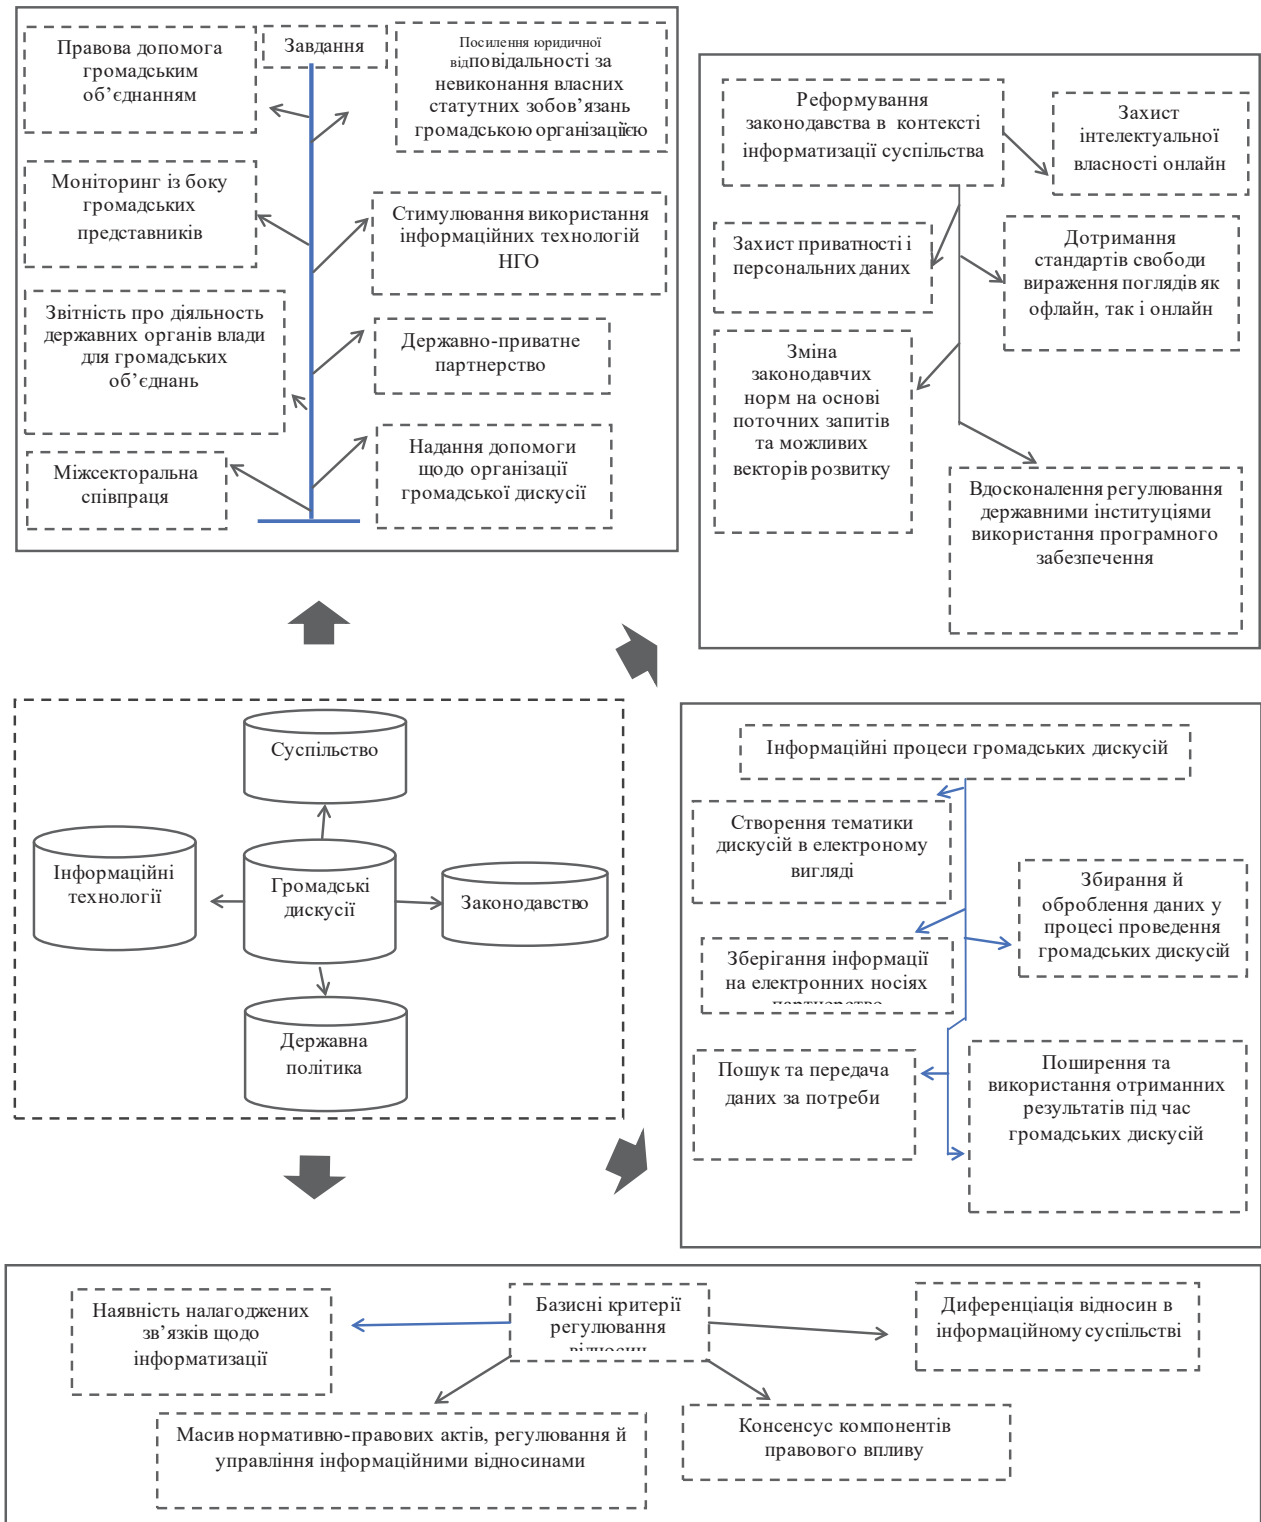 Правова допомога
громадським
об’єднанням
Завдання
Посилення юридичної
відповідальності за
невиконання власних
статутних зобов’язань
громадською організаціїєю
Моніторинг із боку
громадських
представників
Стимулювання використання
інформаційних технологій
НГО
Звітність про діяльность
державних органів влади
для громадських
об’єднань
Державно-приватне
партнерство
Міжсекторальна
співпраця
Надання допомоги
щодо організації
громадської дискусії
Реформування
законодавства в контексті
інформатизації суспільства
Захист
інтелектуальної
власності онлайн
Захист приватності і
персональних даних
Дотримання
стандартів свободи
вираження поглядів як
офлайн, так і онлайн
Зміна
законодавчих
норм на основі
поточних запитів
та можливих
векторів розвитку
Вдосконалення регулювання
державними інституціями
використання програмного
забезпечення
Суспільство
Інформаційні
технології
Громадські
дискусії
Законодавство
Державна
політика
Інформаційні процеси громадських дискусій
Створення тематики
дискусій в електроному
вигляді
Збирання й
оброблення даних у
процесі проведення
громадських дискусій
Зберігання інформації
на електронних носіях
партнерство
Пошук та передача
даних за потреби
Поширення та
використання отриманних
результатів під час
громадських дискусій
Наявність налагоджених
зв’язків щодо
інформатизації
Базисні критерії
регулювання
відносин
Диференціація відносин в
інформаційному суспільстві
Масив нормативно-правових актів, регулювання й
управління інформаційними відносинами
Консенсус компонентів
правового впливу